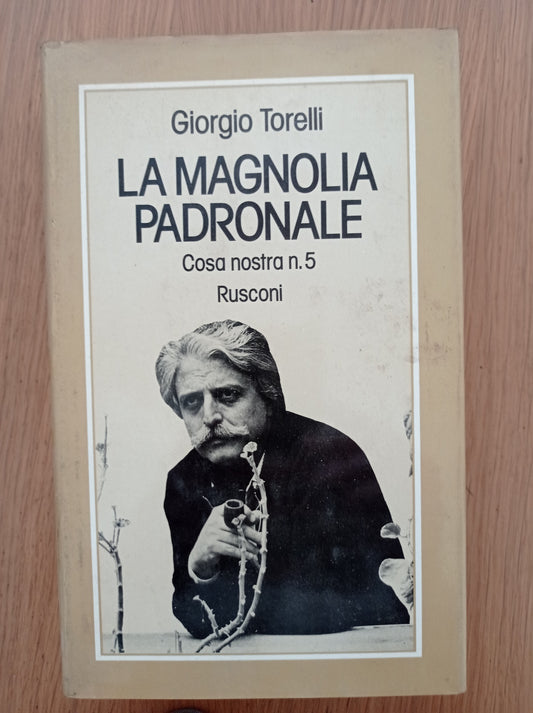 Giorgio Torelli
LA MAGNOLIA
PADRONALE
Cosa nostra n.5
Rusconi